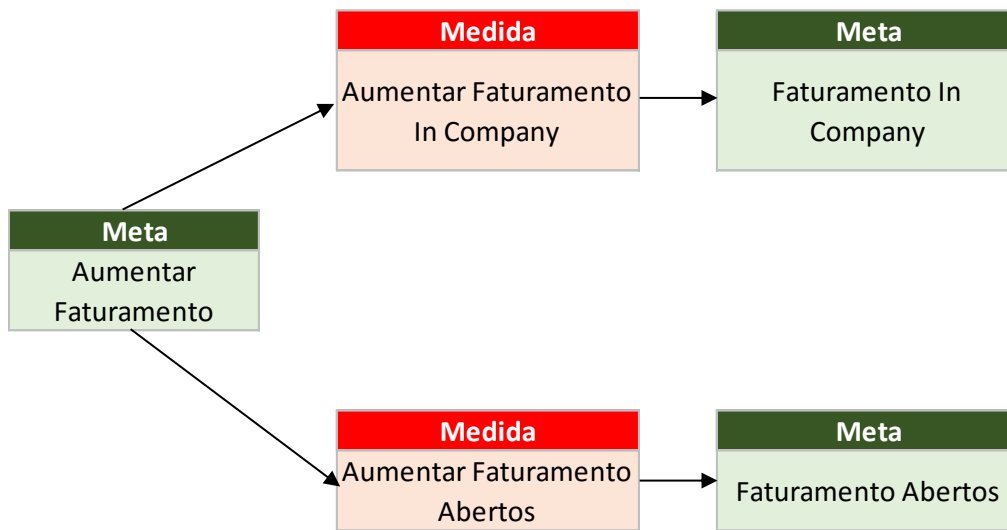 Medida
Aumentar Faturamento
In Company
Meta
Faturamento In
Company
Meta
Aumentar
Faturamento
Medida
Aumentar Faturamento
Abertos
Meta
Faturamento Abertos